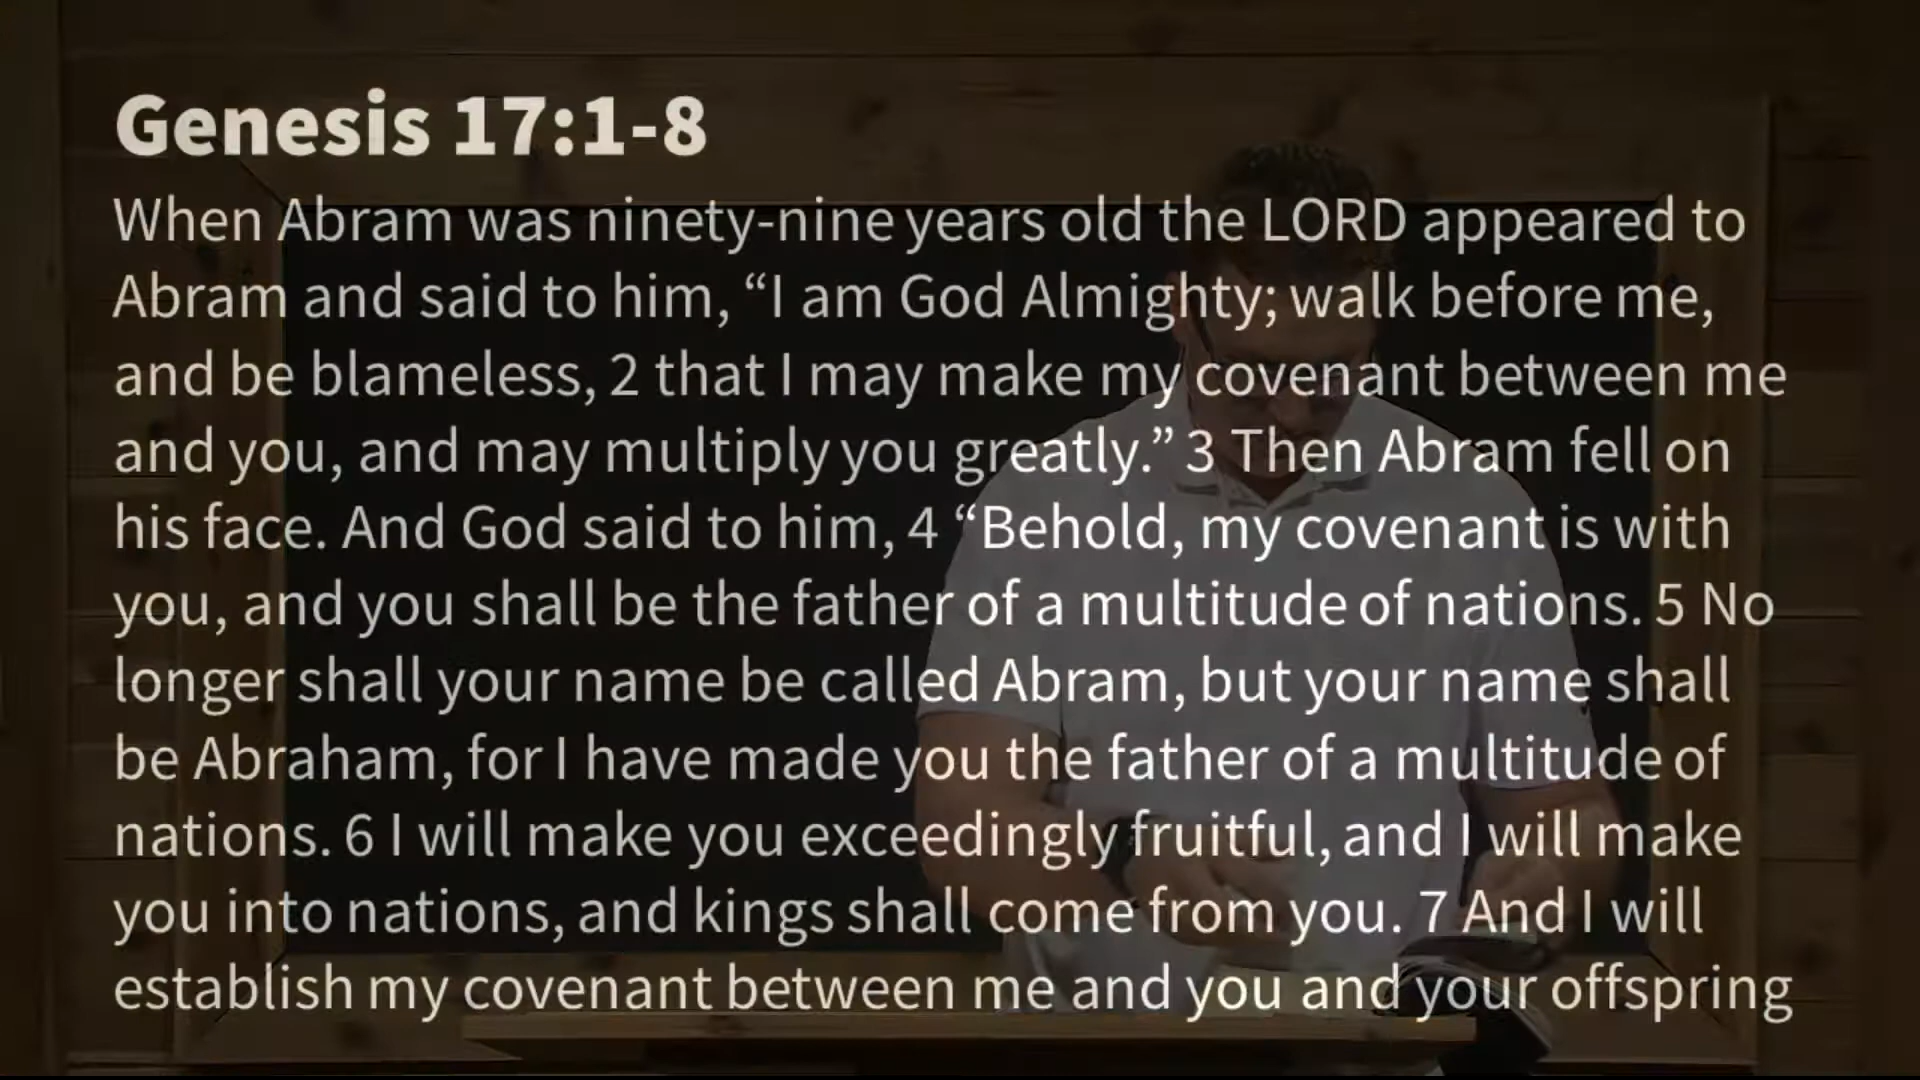 Genesis 17:1-8
When Abram was ninety-nine years old the LORD appeared to
Abram and said to him, “I am God Almighty; walk before me,
and be blameless, 2 that I may make my covenant between me
and you, and may multiply you greatly.” 3 Then Abram fell on
his face. And God said to him, 4 “Behold, my covenant is with
you, and you shall be the father of a multitude of nations. 5 No
longer shall your name be called Abram, but your name shall
be Abraham, for I have made you the father of a multitude of
nations. 6 I will make you exceedingly fruitful, and I will make
you into nations, and kings shall come from you. 7 And I will
establish my covenant between me and you and your offspring